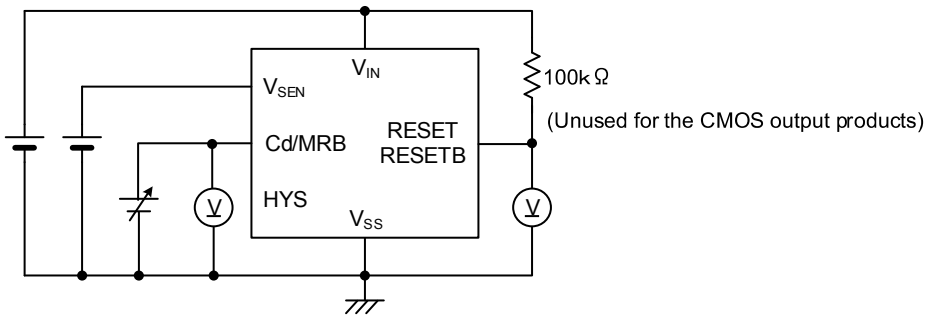 V_IN
V_SEN
100kΩ
(Unused for the CMOS output products)
Cd/MRB
RESET
RESETB
HYS
V
V
V_SS